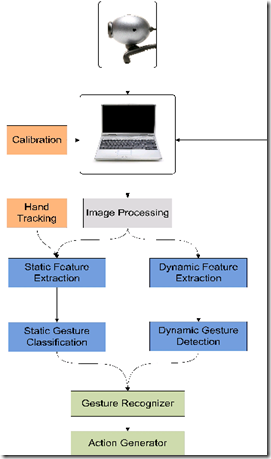 Calibration
Hand
Tracking
Image Processing
Static Feature
Extraction
Dynamic Feature
Extraction
Static Gesture
Classification
Dynamic Gesture
Detection
Gesture Recognizer
Action Generator